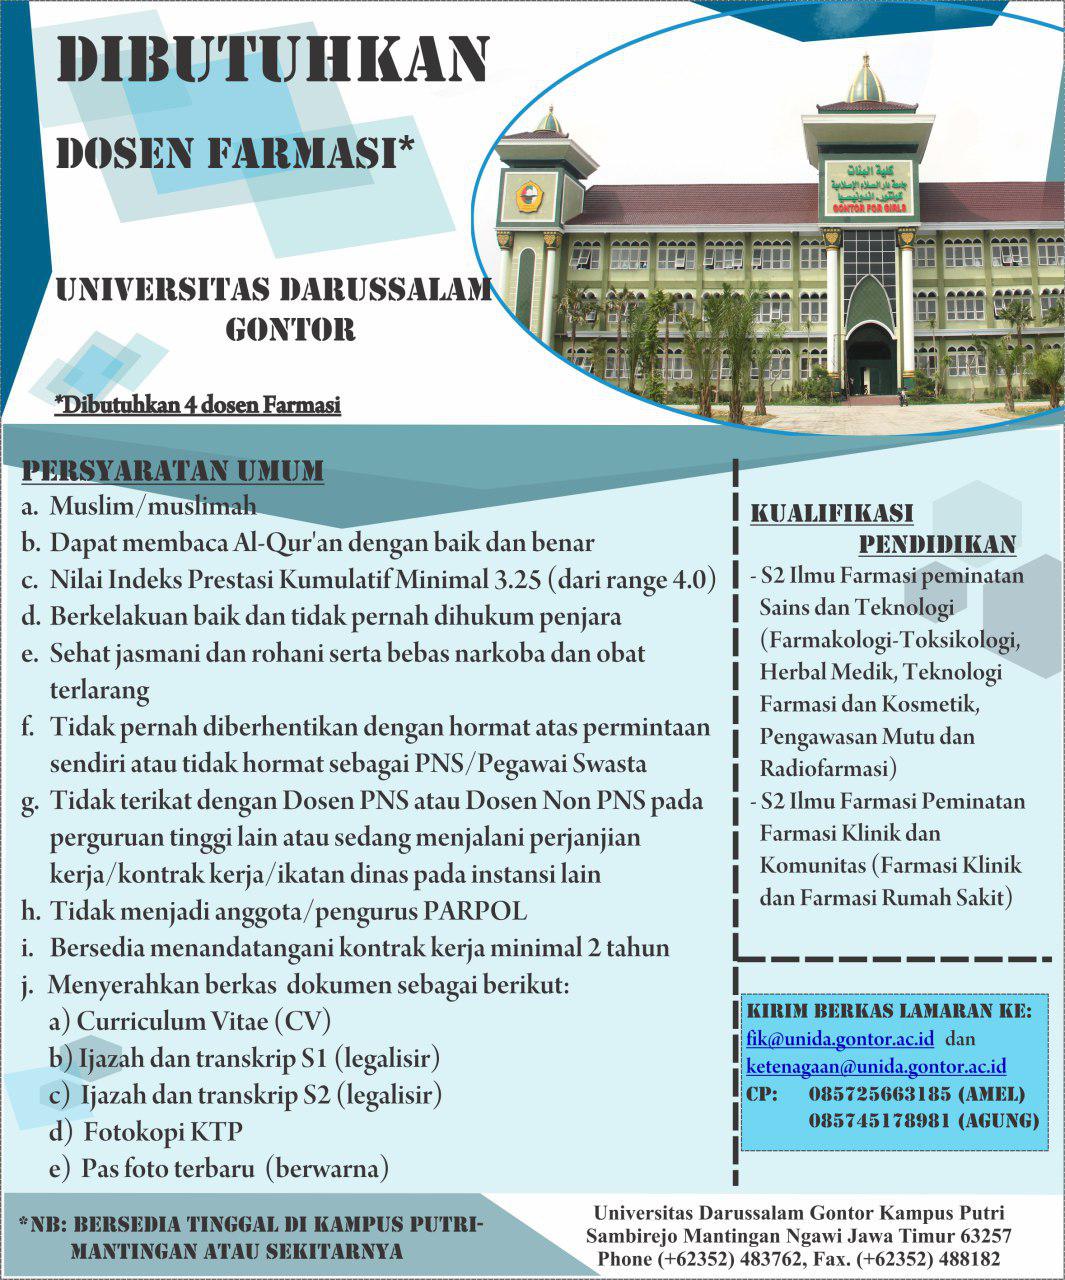 DIBUTUHKAN
DOSEN FARMASI*
UNIVERSITAS DARUSSALAM
GONTOR
*Dibutuhkan 4 dosen Farmasi
كلية البنات
جامعة دار السلام الإسلامية
كونتور. اندونيسيا
GONTOR FOR GIRLS
PERSYARATAN UMUM
a. Muslim/muslimah
b. Dapat membaca Al-Qur'an dengan baik dan benar
c. Nilai Indeks Prestasi Kumulatif Minimal 3.25 (dari range 4.0)
d. Berkelakuan baik dan tidak pernah dihukum penjara
e. Sehat jasmani dan rohani serta bebas narkoba dan obat
terlarang
f. Tidak pernah diberhentikan dengan hormat atas permintaan
sendiri atau tidak hormat sebagai PNS/Pegawai Swasta
g. Tidak terikat dengan Dosen PNS atau Dosen Non PNS pada
perguruan tinggi lain atau sedang menjalani perjanjian
kerja/kontrak kerja/ikatan dinas pada instansi lain
h. Tidak menjadi anggota/pengurus PARPOL
i. Bersedia menandatangani kontrak kerja minimal 2 tahun
j. Menyerahkan berkas dokumen sebagai berikut:
a) Curriculum Vitae (CV)
b) Ijazah dan transkrip S1 (legalisir)
c) Ijazah dan transkrip S2 (legalisir)
d) Fotokopi KTP
e) Pas foto terbaru (berwarna)
KUALIFIKASI
PENDIDIKAN
- S2 Ilmu Farmasi peminatan
Sains dan Teknologi
(Farmakologi-Toksikologi,
Herbal Medik, Teknologi
Farmasi dan Kosmetik,
Pengawasan Mutu dan
Radiofarmasi)
- S2 Ilmu Farmasi Peminatan
Farmasi Klinik dan
Komunitas (Farmasi Klinik
dan Farmasi Rumah Sakit)
KIRIM BERKAS LAMARAN KE:
fik@unida.gontor.ac.id dan
ketenagaan@unida.gontor.ac.id
CP: 085725663185 (AMEL)
085745178981 (AGUNG)
*NB: BERSEDIA TINGGAL DI KAMPUS PUTRI-
MANTINGAN ATAU SEKITARNYA
Universitas Darussalam Gontor Kampus Putri
Sambirejo Mantingan Ngawi Jawa Timur 63257
Phone (+62352) 483762, Fax. (+62352) 488182